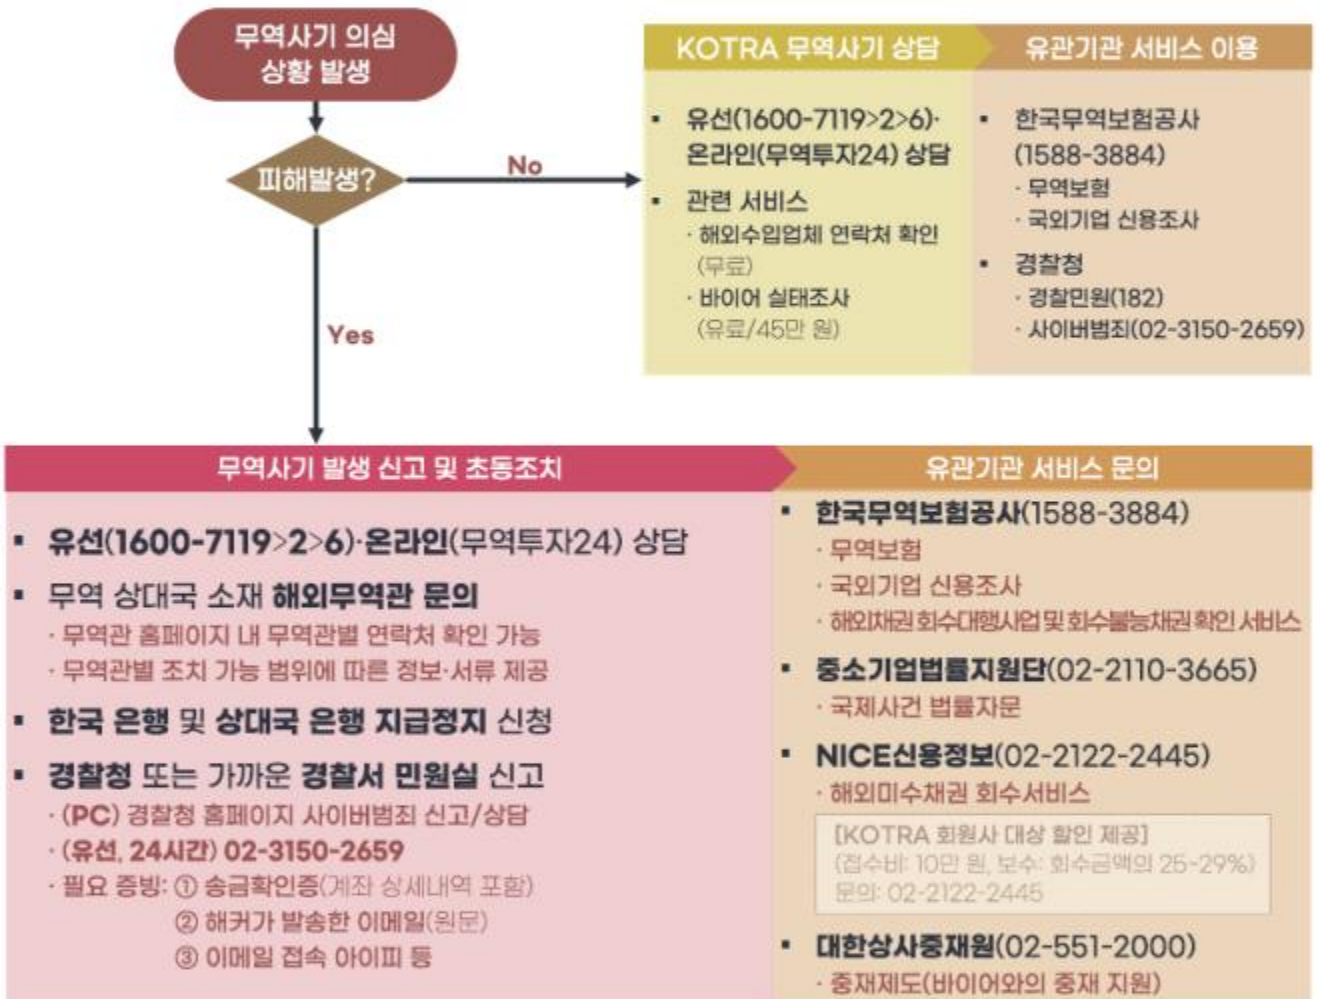 무역사기 의심
상황 발생
피해발생?
No
Yes
KOTRA 무역사기 상담
▪ 유선(1600-7119>2>6)·
온라인(무역투자24) 상담
▪ 관련 서비스
· 해외수입업체 연락처 확인
(무료)
· 바이어 실태조사
(유료/45만 원)
유관기관 서비스 이용
▪ 한국무역보험공사
(1588-3884)
· 무역보험
· 국외기업 신용조사
▪ 경찰청
· 경찰민원(182)
· 사이버범죄(02-3150-2659)
무역사기 발생 신고 및 초동조치
▪ 유선(1600-7119>2>6)·온라인(무역투자24) 상담
▪ 무역 상대국 소재 해외무역관 문의
· 무역관 홈페이지 내 무역관별 연락처 확인 가능
· 무역관별 조치 가능 범위에 따른 정보·서류 제공
▪ 한국 은행 및 상대국 은행 지급정지 신청
▪ 경찰청 또는 가까운 경찰서 민원실 신고
· (PC) 경찰청 홈페이지 사이버범죄 신고/상담
· (유선, 24시간) 02-3150-2659
· 필요 증빙: ① 송금확인증(계좌 상세내역 포함)
② 해커가 발송한 이메일(원문)
③ 이메일 접속 아이피 등
유관기관 서비스 문의
▪ 한국무역보험공사(1588-3884)
· 무역보험
· 국외기업 신용조사
· 해외채권 회수대행사업 및 회수불능채권 확인 서비스
▪ 중소기업법률지원단(02-2110-3665)
· 국제사건 법률자문
▪ NICE신용정보(02-2122-2445)
· 해외미수채권 회수서비스
[KOTRA 회원사 대상 할인 제공]
(접수비: 10만 원, 보수: 회수금액의 25~29%)
문의: 02-2122-2445
▪ 대한상사중재원(02-551-2000)
· 중재제도(바이어와의 중재 지원)